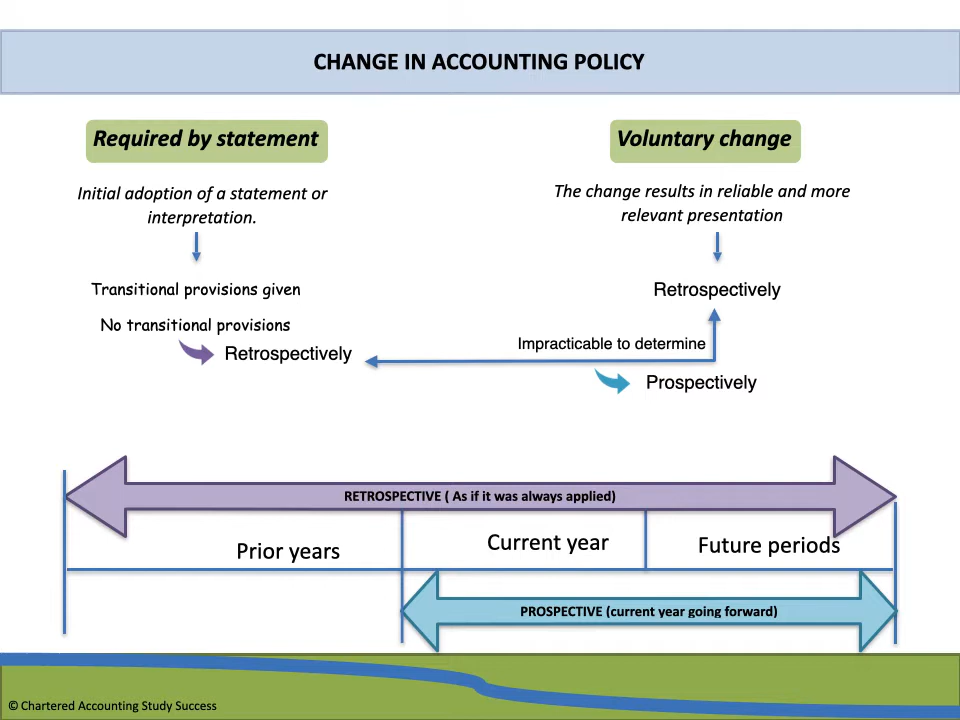 CHANGE IN ACCOUNTING POLICY
Required by statement
Initial adoption of a statement or
interpretation.
Transitional provisions given
No transitional provisions
Retrospectively
Voluntary change
The change results in reliable and more
relevant presentation
Retrospectively
Impracticable to determine
Prospectively
RETROSPECTIVE ( As if it was always applied)
Prior years
Current year
Future periods
PROSPECTIVE (current year going forward)
© Chartered Accounting Study Success